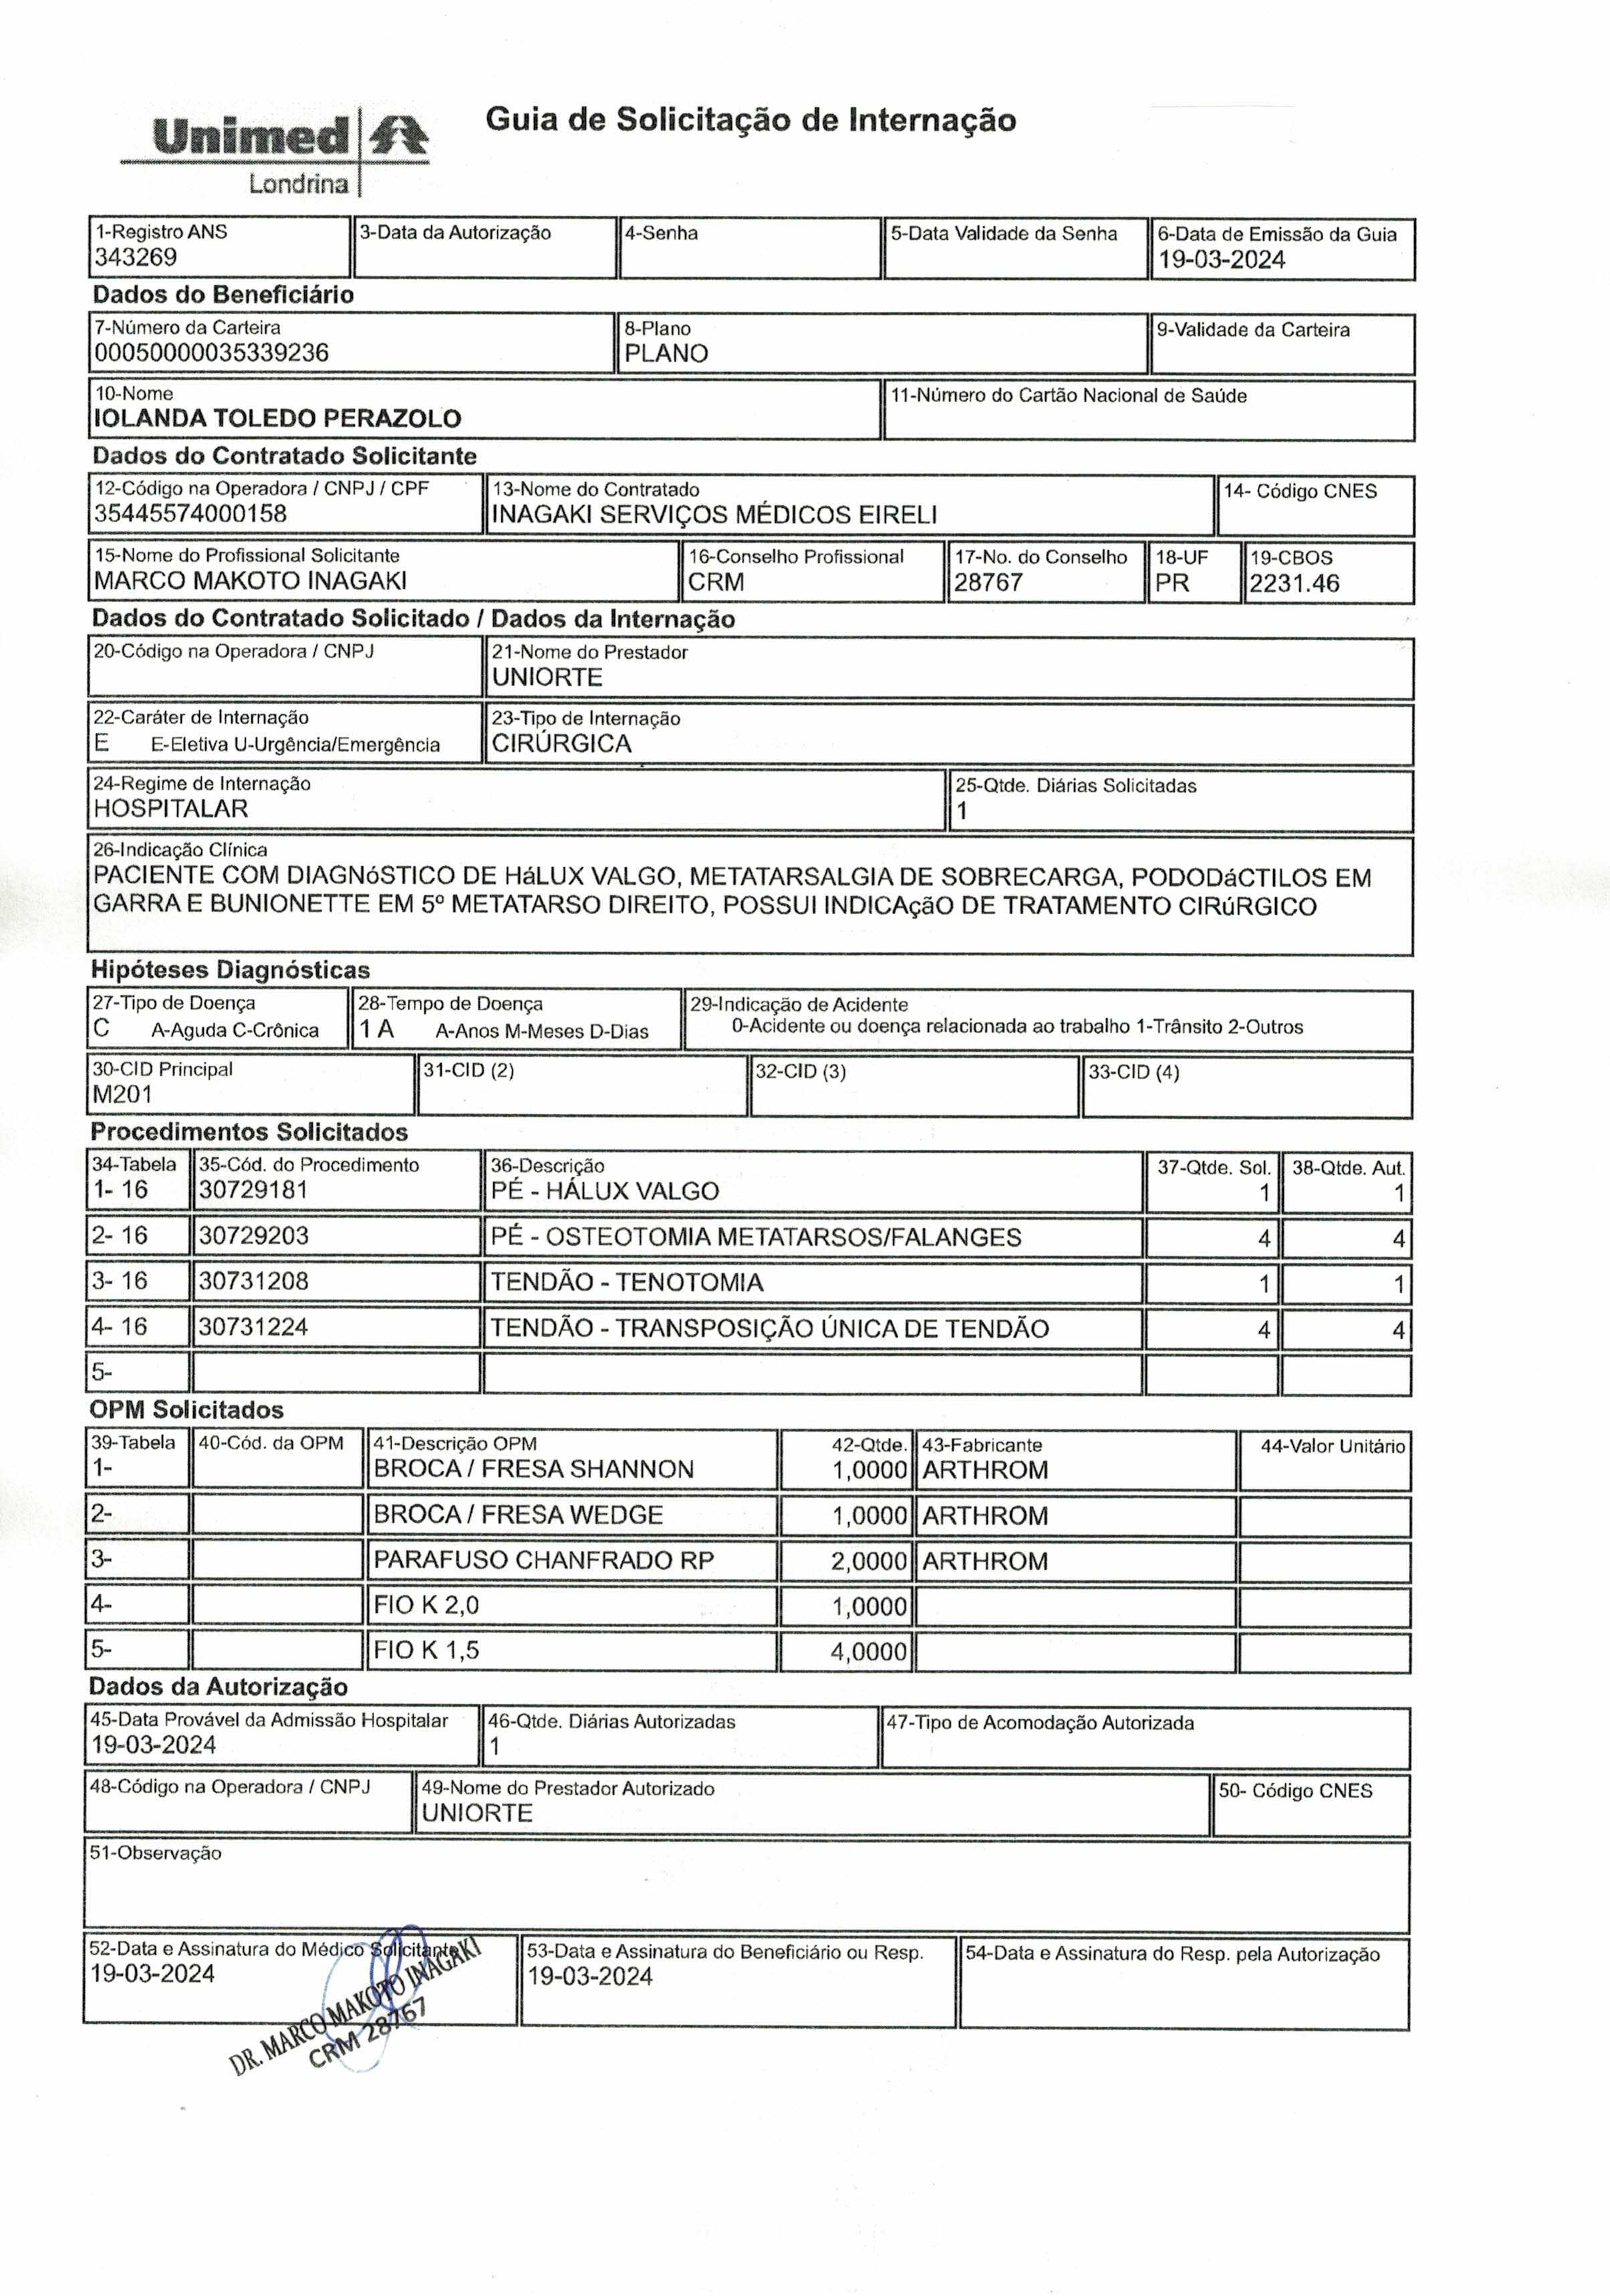 Unimed
Londrina
Guia de Solicitação de Internação
1-Registro ANS
343269
3-Data da Autorização
4-Senha
5-Data Validade da Senha
6-Data de Emissão da Guia
19-03-2024
Dados do Beneficiário
7-Número da Carteira
00050000035339236
8-Plano
PLANO
9-Validade da Carteira
10-Nome
IOLANDA TOLEDO PERAZOLO
11-Número do Cartão Nacional de Saúde
Dados do Contratado Solicitante
12-Código na Operadora / CNPJ / CPF
35445574000158
13-Nome do Contratado
INAGAKI SERVIÇOS MÉDICOS EIRELI
14- Código CNES
15-Nome do Profissional Solicitante
MARCO MAKOTO INAGAKI
16-Conselho Profissional
CRM
17-No. do Conselho
28767
18-UF
PR
19-CBOS
2231.46
Dados do Contratado Solicitado / Dados da Internação
20-Código na Operadora / CNPJ
21-Nome do Prestador
UNIORTE
22-Caráter de Internação
E E-Eletiva U-Urgência/Emergência
23-Tipo de Internação
CIRÚRGICA
24-Regime de Internação
HOSPITALAR
25-Qtde. Diárias Solicitadas
1
26-Indicação Clínica
PACIENTE COM DIAGNóSTICO DE HáLUX VALGO, METATARSALGIA DE SOBRECARGA, PODODáCTILOS EM
GARRA E BUNIONETTE EM 5º METATARSO DIREITO, POSSUI INDICAçãO DE TRATAMENTO CIRúRGICO
Hipóteses Diagnósticas
27-Tipo de Doença
C A-Aguda C-Crônica
28-Tempo de Doença
1 A A-Anos M-Meses D-Dias
29-Indicação de Acidente
0-Acidente ou doença relacionada ao trabalho 1-Trânsito 2-Outros
30-CID Principal
M201
31-CID (2)
32-CID (3)
33-CID (4)
Procedimentos Solicitados
34-Tabela 35-Cód. do Procedimento 36-Descrição 37-Qtde. Sol. 38-Qtde. Aut.
1- 16 30729181 PÉ - HÁLUX VALGO 1 1
2- 16 30729203 PÉ - OSTEOTOMIA METATARSOS/FALANGES 4 4
3- 16 30731208 TENDÃO - TENOTOMIA 1 1
4- 16 30731224 TENDÃO - TRANSPOSIÇÃO ÚNICA DE TENDÃO 4 4
5-
OPM Solicitados
39-Tabela 40-Cód. da OPM 41-Descrição OPM 42-Qtde. 43-Fabricante 44-Valor Unitário
1- BROCA / FRESA SHANNON 1,0000 ARTHROM
2- BROCA / FRESA WEDGE 1,0000 ARTHROM
3- PARAFUSO CHANFRADO RP 2,0000 ARTHROM
4- FIO K 2,0 1,0000
5- FIO K 1,5 4,0000
Dados da Autorização
45-Data Provável da Admissão Hospitalar
19-03-2024
46-Qtde. Diárias Autorizadas
1
47-Tipo de Acomodação Autorizada
48-Código na Operadora / CNPJ
49-Nome do Prestador Autorizado
UNIORTE
50- Código CNES
51-Observação
52-Data e Assinatura do Médico Solicitante
19-03-2024
53-Data e Assinatura do Beneficiário ou Resp.
19-03-2024
54-Data e Assinatura do Resp. pela Autorização
DR. MARCO MAKOTO INAGAKI
CRM 28767